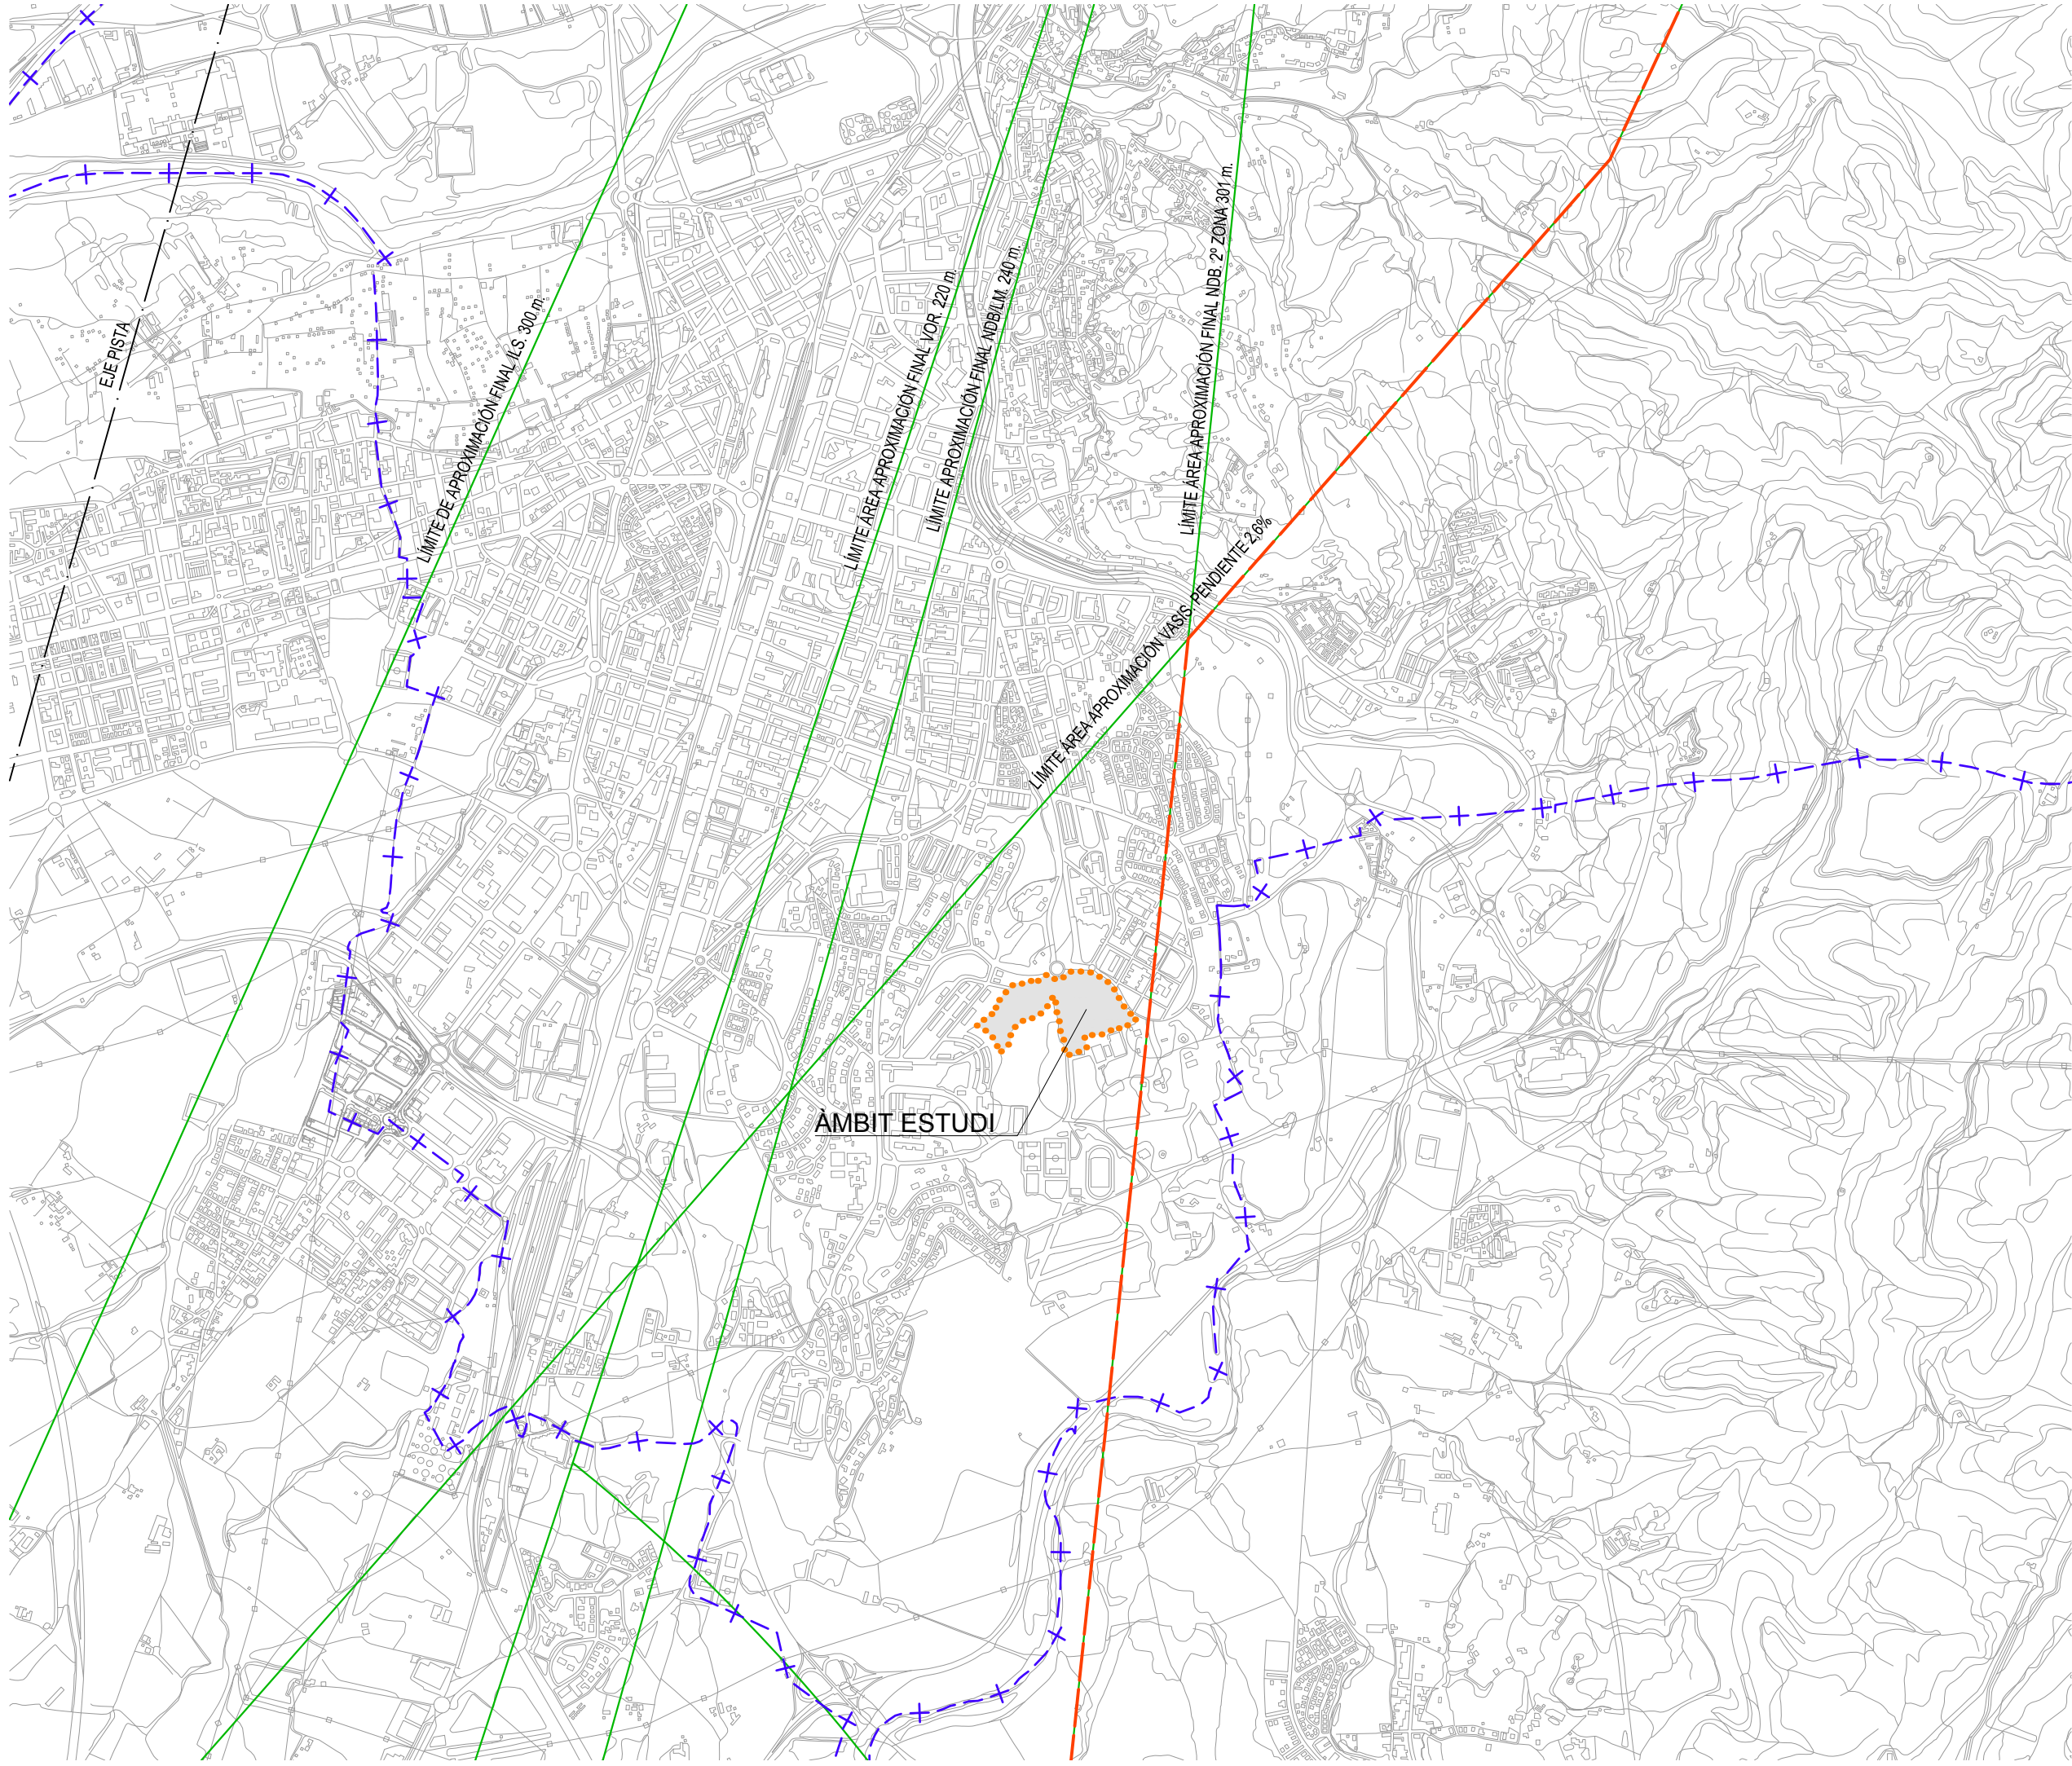 EJE PISTA
LÍMITE DE APROXIMACIÓN FINAL ILS. 300 m.
LÍMITE ÁREA APROXIMACIÓN FINAL VOR. 220 m.
LÍMITE APROXIMACIÓN FINAL NDB/LM. 240 m.
LÍMITE ÁREA APROXIMACIÓN FINAL NDB. 2º ZONA 301 m.
LÍMITE ÁREA APROXIMACIÓN VASIS. PENDIENTE 2,6%
ÀMBIT ESTUDI